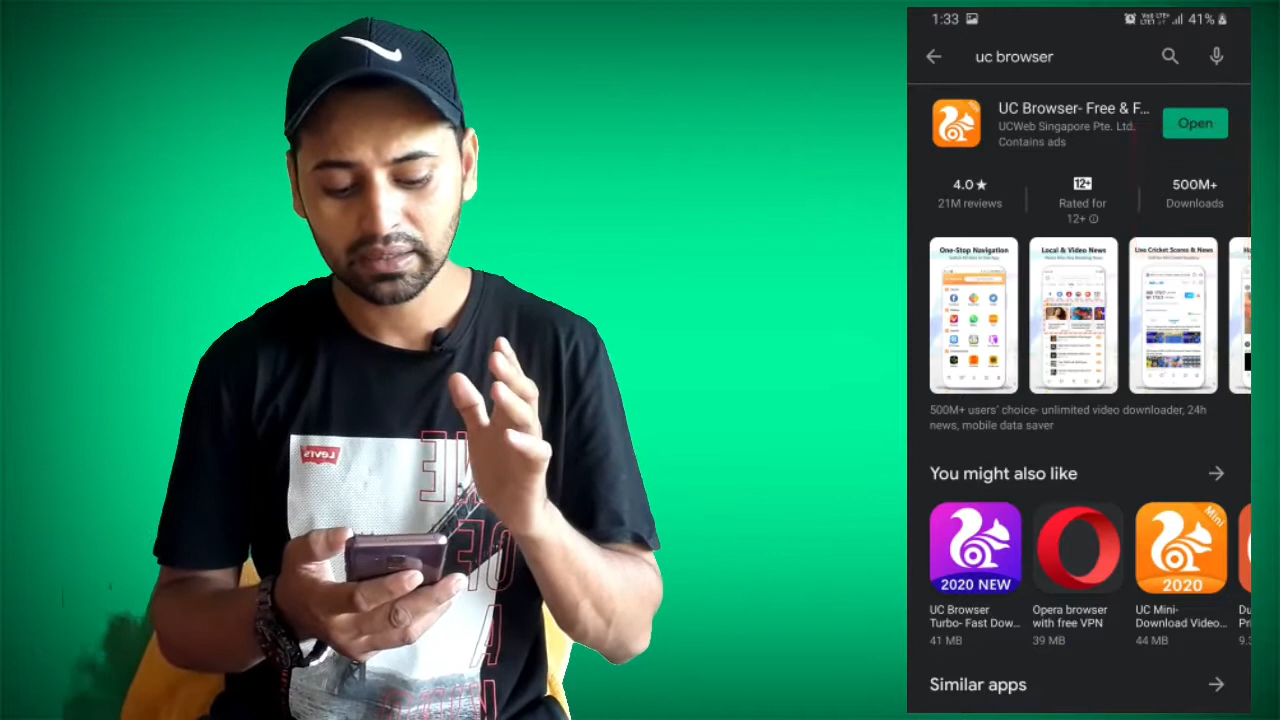 1:33
41%
uc browser
UC Browser- Free & F...
UCWeb Singapore Pte. Ltd.
Contains ads
Open
4.0★
21M reviews
12+
Rated for
12+
500M+
Downloads
One-Stop Navigation
Local & Video News
Live Cricket Scores & News
500M+ users' choice- unlimited video downloader, 24h
news, mobile data saver
You might also like
2020 NEW
Mini
2020
UC Browser
Turbo- Fast Dow...
41 MB
Opera browser
with free VPN
39 MB
UC Mini-
Download Video...
44 MB
Similar apps
Levi's